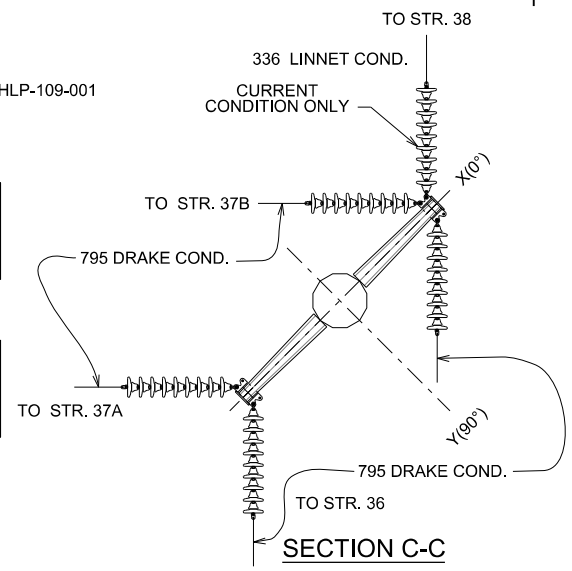 TO STR. 38
336 LINNET COND.
HLP-109-001
CURRENT
CONDITION ONLY
X(0°)
TO STR. 37B
795 DRAKE COND.
TO STR. 37A
Y(90°)
795 DRAKE COND.
TO STR. 36
SECTION C-C